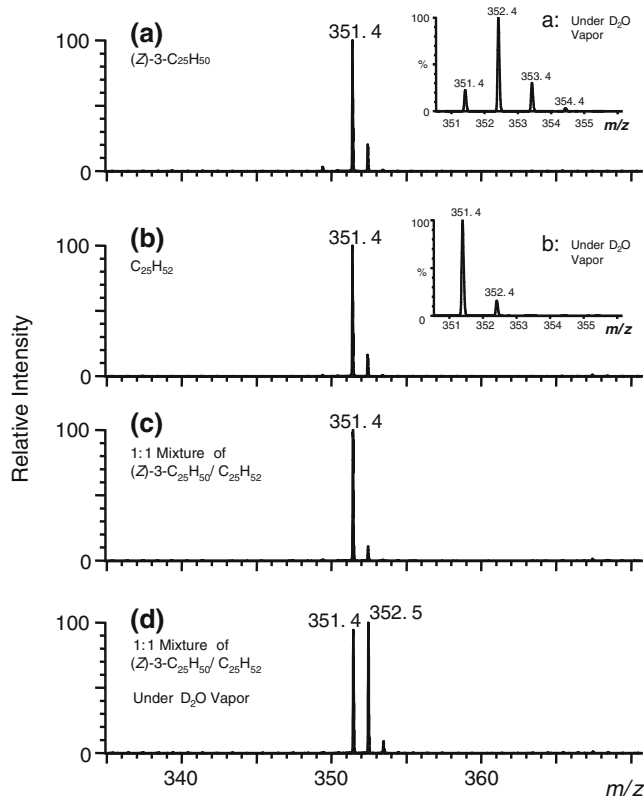 Relative Intensity
(a)
(Z)-3-C25H50
100
0
351.4
a: Under D2O
Vapor
100
%
0
351.4
352.4
353.4
354.4
351 352 353 354 355 m/z
(b)
C25H52
100
0
351.4
b: Under D2O
Vapor
100
%
0
351.4
352.4
351 352 353 354 355 m/z
(c)
1:1 Mixture of
(Z)-3-C25H50/ C25H52
100
0
351.4
(d)
1:1 Mixture of
(Z)-3-C25H50/ C25H52
Under D2O Vapor
100
0
351.4
352.5
340 350 360 m/z